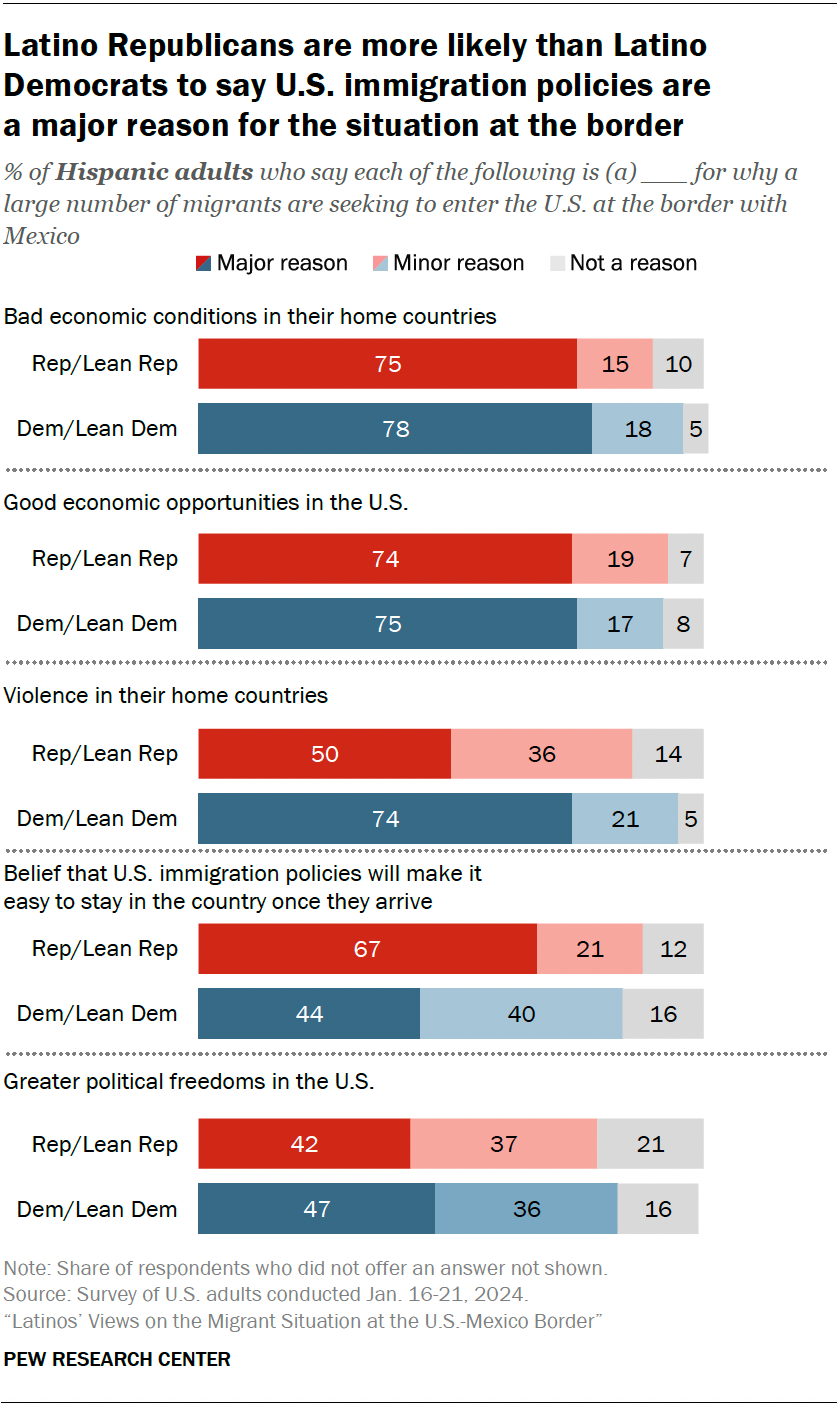 Latino Republicans are more likely than Latino
Democrats to say U.S. immigration policies are
a major reason for the situation at the border
% of Hispanic adults who say each of the following is (a) ___ for why a
large number of migrants are seeking to enter the U.S. at the border with
Mexico
Major reason Minor reason Not a reason
Bad economic conditions in their home countries
Rep/Lean Rep 75 15 10
Dem/Lean Dem 78 18 5
Good economic opportunities in the U.S.
Rep/Lean Rep 74 19 7
Dem/Lean Dem 75 17 8
Violence in their home countries
Rep/Lean Rep 50 36 14
Dem/Lean Dem 74 21 5
Belief that U.S. immigration policies will make it
easy to stay in the country once they arrive
Rep/Lean Rep 67 21 12
Dem/Lean Dem 44 40 16
Greater political freedoms in the U.S.
Rep/Lean Rep 42 37 21
Dem/Lean Dem 47 36 16
Note: Share of respondents who did not offer an answer not shown.
Source: Survey of U.S. adults conducted Jan. 16-21, 2024.
“Latinos’ Views on the Migrant Situation at the U.S.-Mexico Border”
PEW RESEARCH CENTER